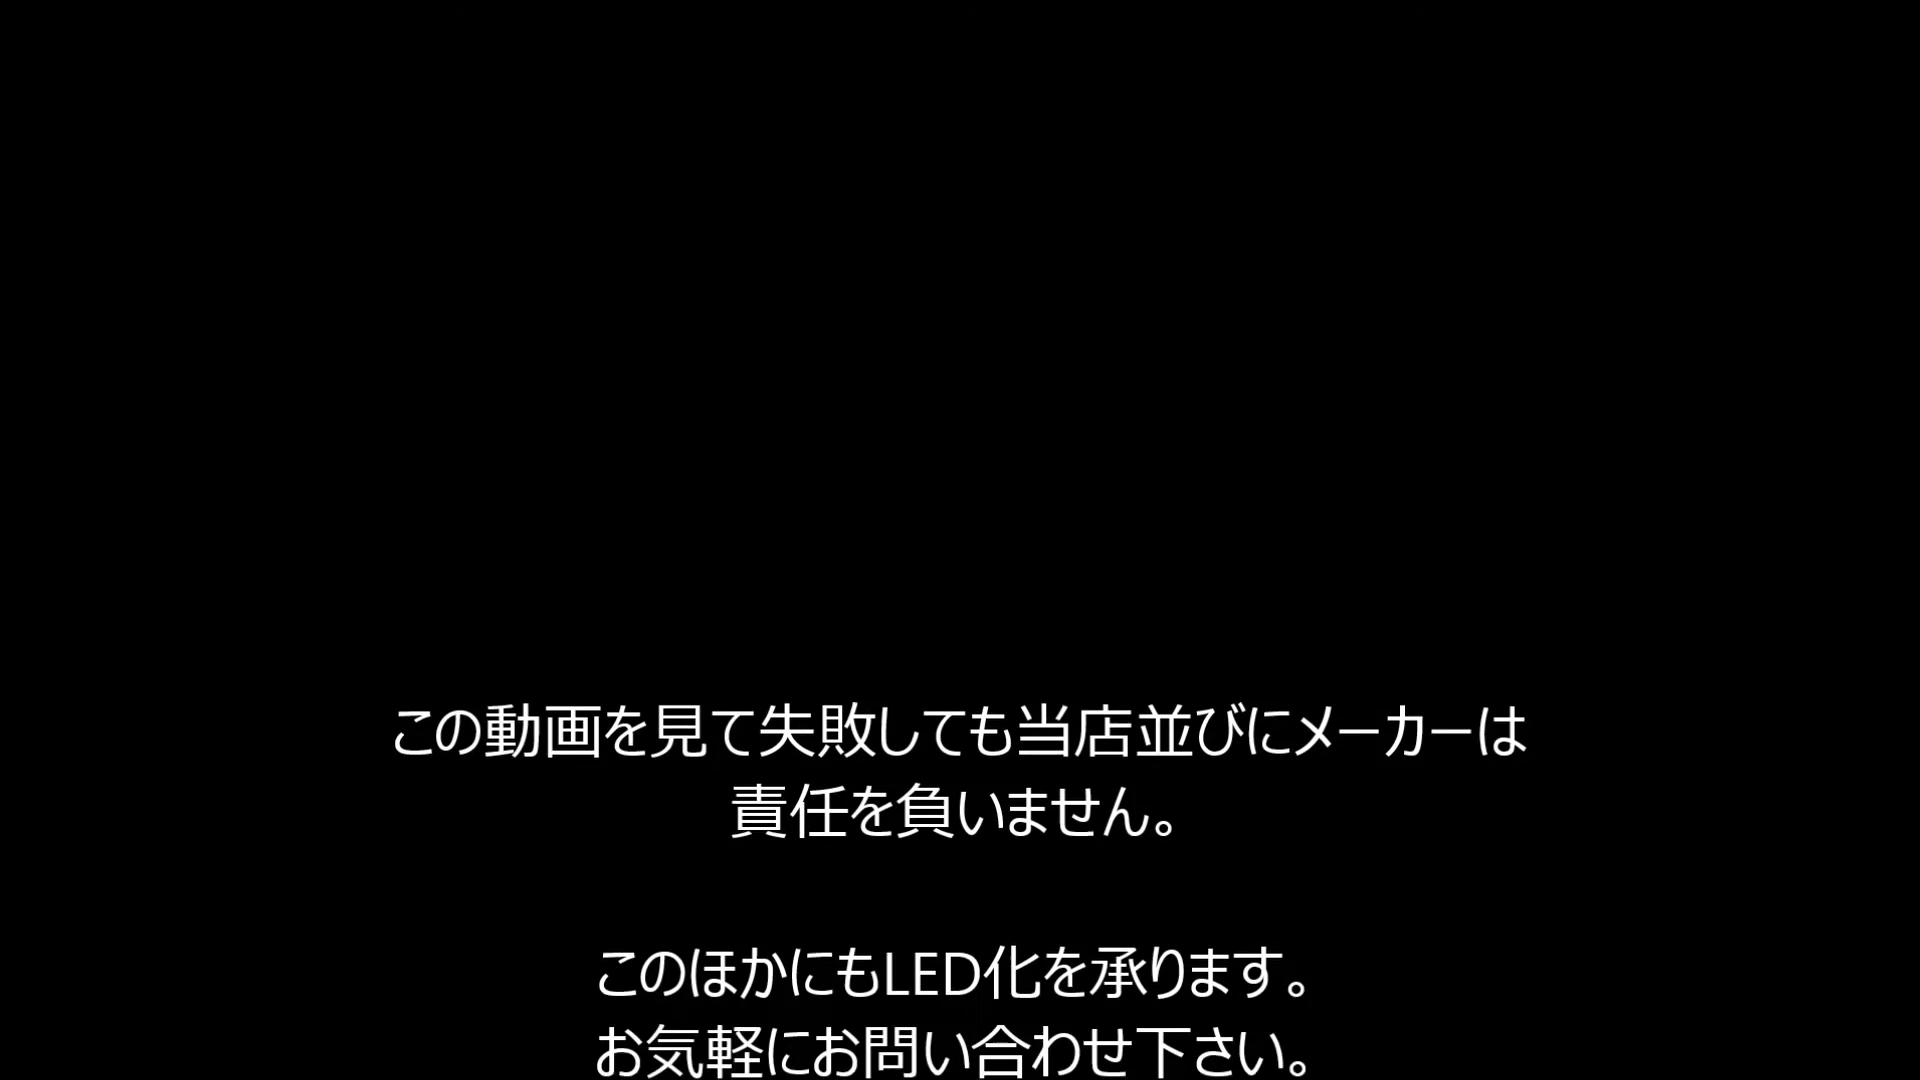 この動画を見て失敗しても当店並びにメーカーは
責任を負いません。
このほかにもLED化を承ります。
お気軽にお問い合わせ下さい。